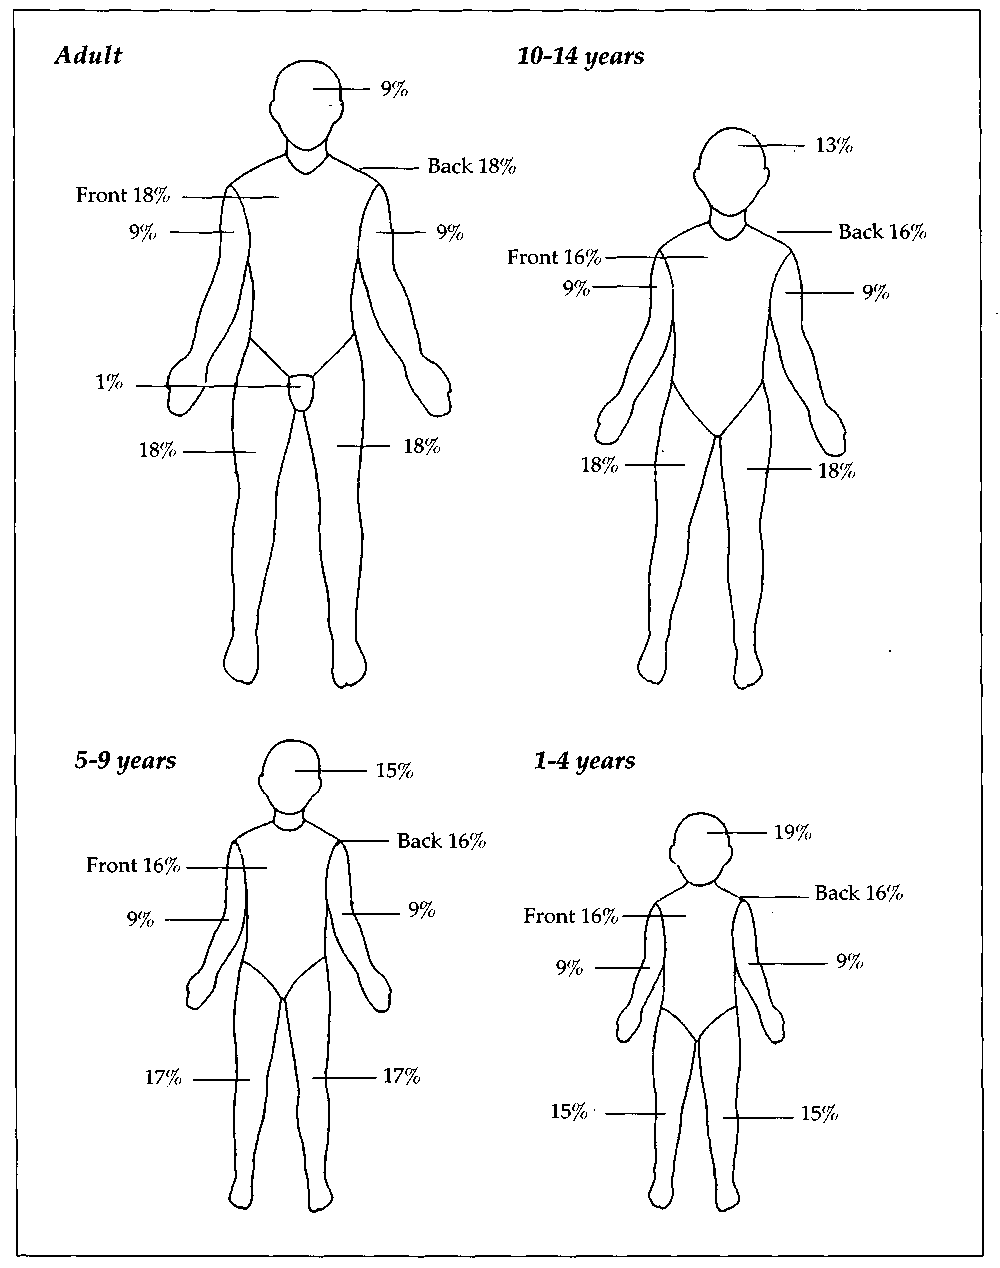 Adult
9%
Back 18%
Front 18%
9%
9%
1%
18%
18%
10-14 years
13%
Back 16%
Front 16%
9%
9%
18%
18%
5-9 years
15%
Back 16%
Front 16%
9%
9%
17%
17%
1-4 years
19%
Back 16%
Front 16%
9%
9%
15%
15%